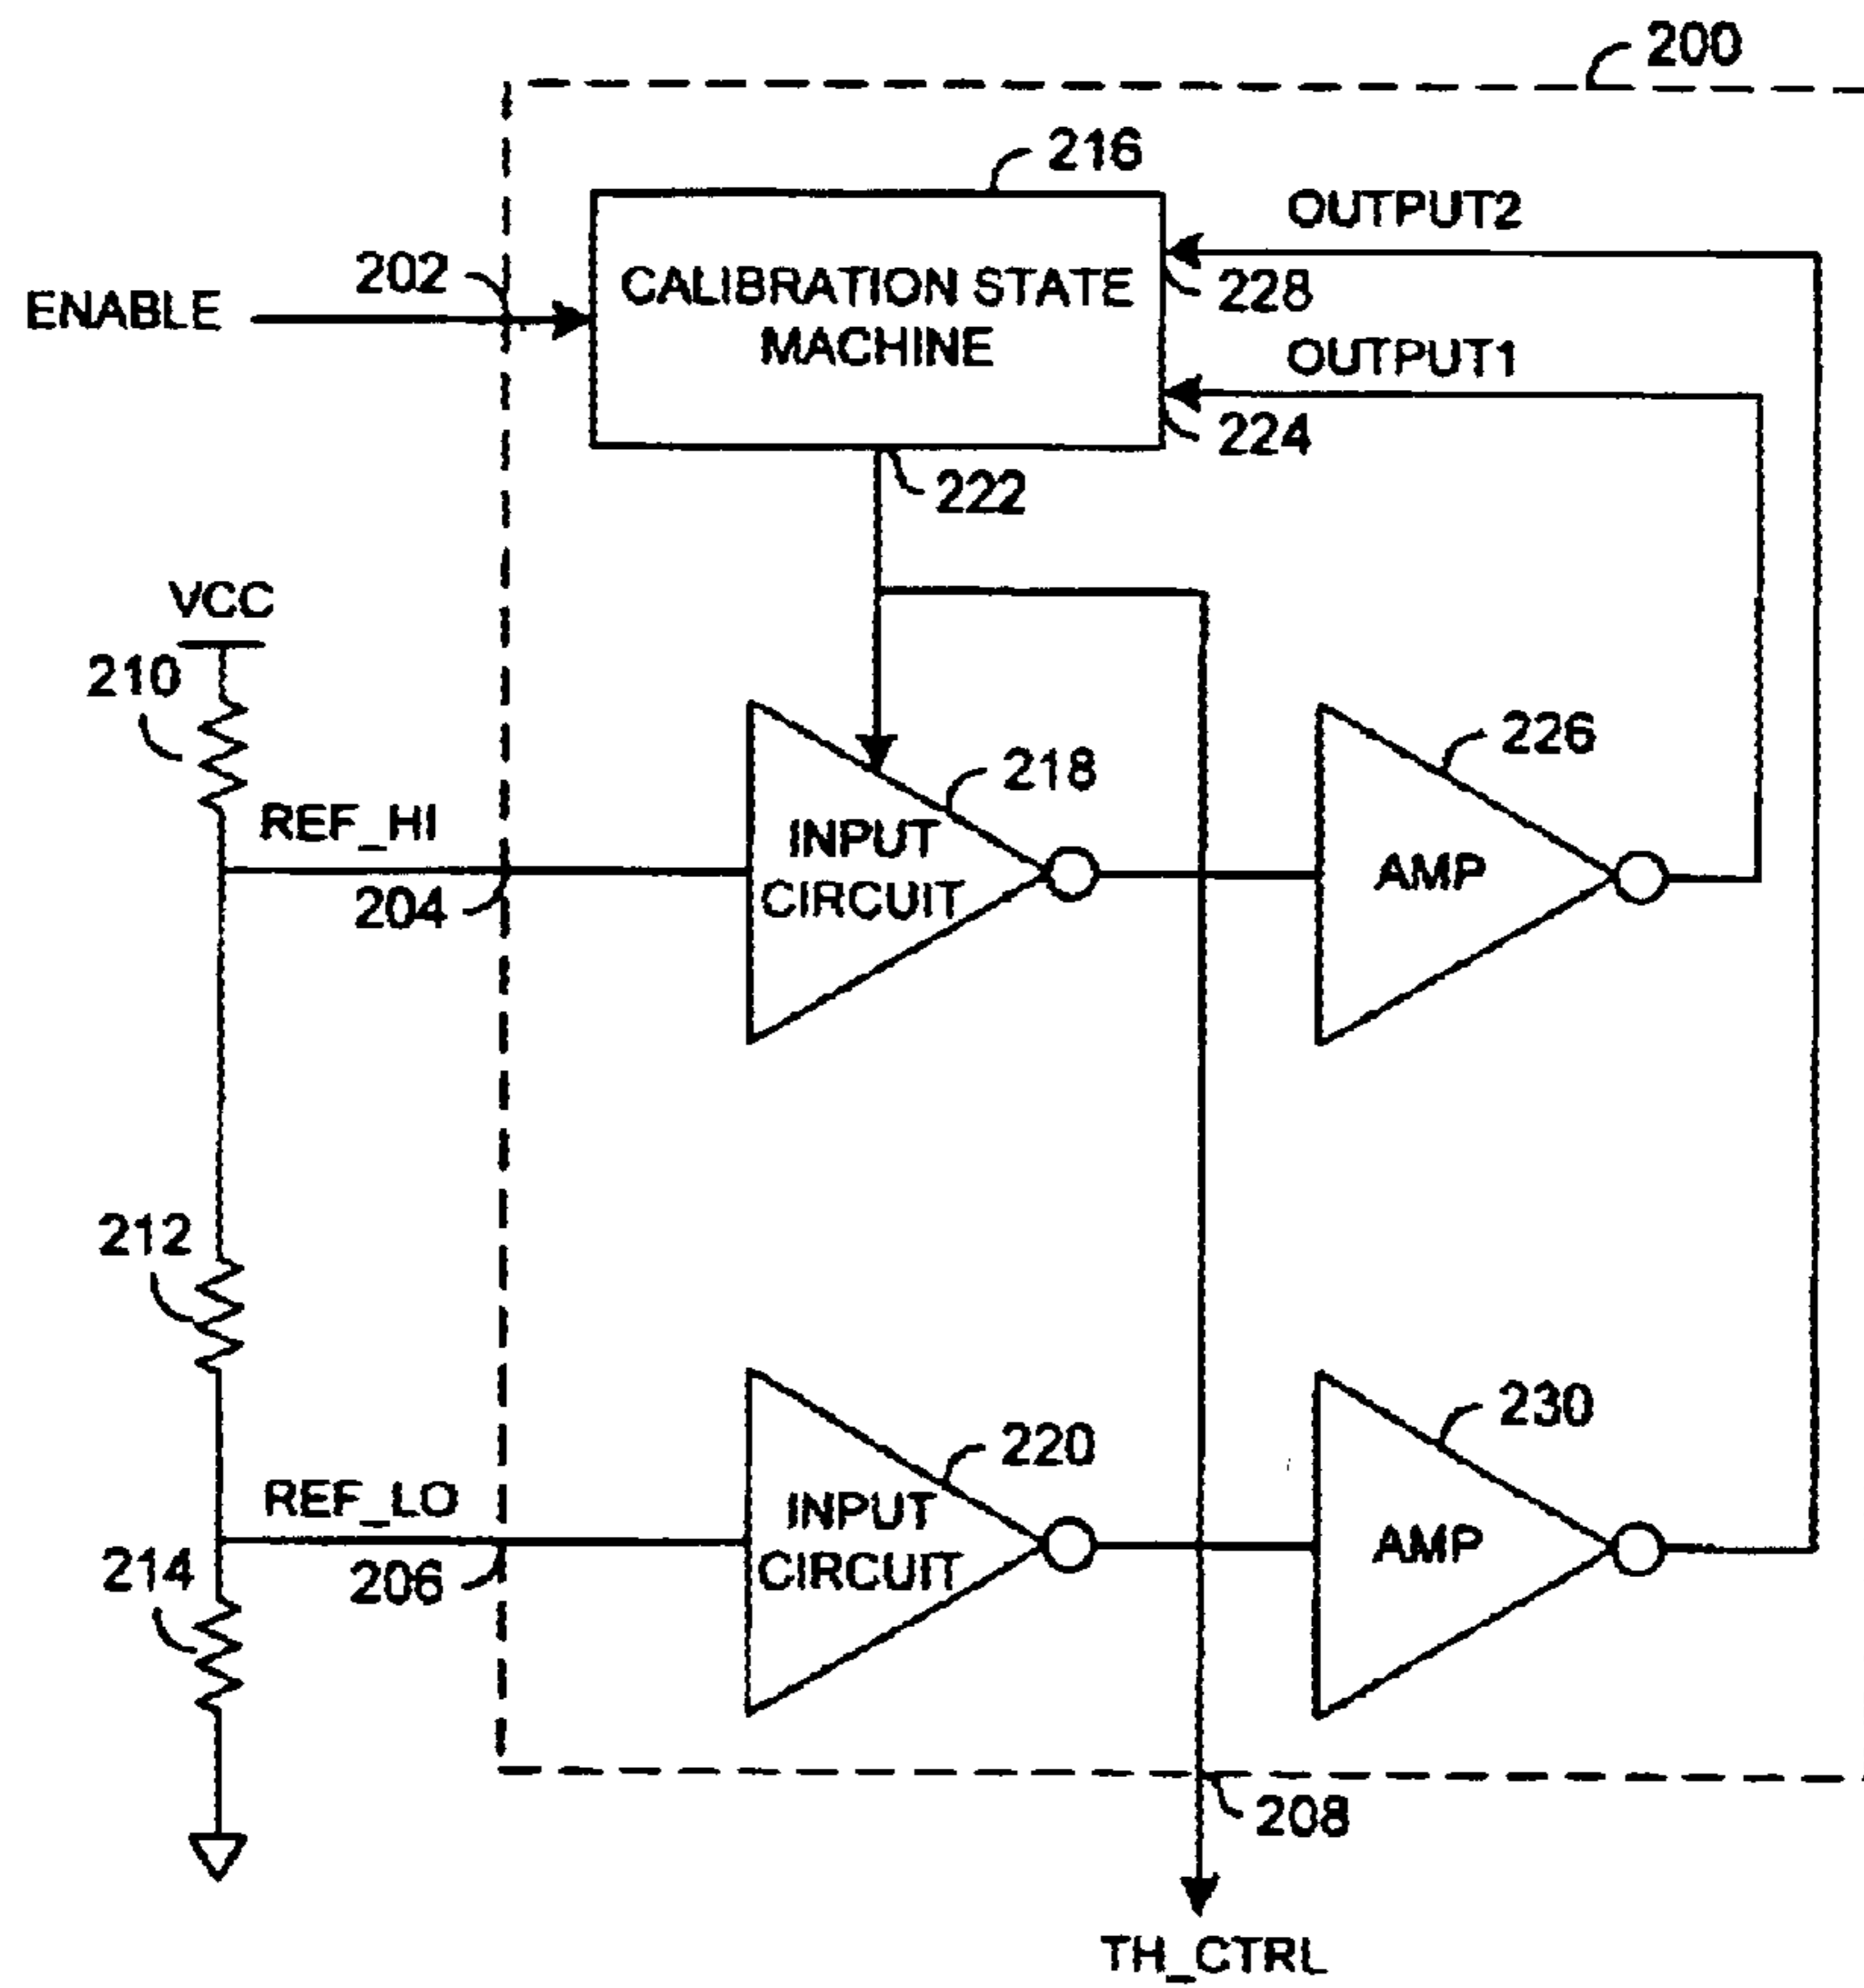 200
216
OUTPUT2
202
CALIBRATION STATE
MACHINE
228
ENABLE
OUTPUT1
224
222
VCC
210
218
226
REF_HI
INPUT
CIRCUIT
AMP
204
212
220
230
REF_LO
INPUT
CIRCUIT
AMP
214
206
208
TH_CTRL